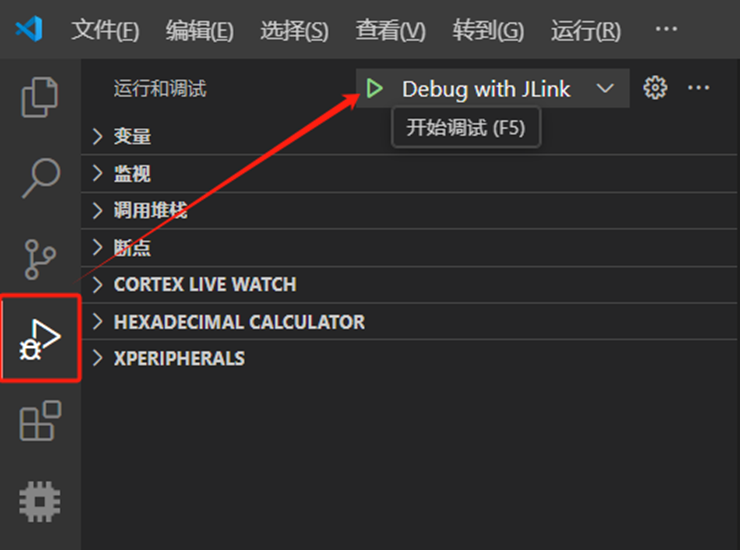 文件(F) 编辑(E) 选择(S) 查看(V) 转到(G) 运行(R) ···
运行和调试 Debug with JLink ···
开始调试 (F5)
变量
监视
调用堆栈
断点
CORTEX LIVE WATCH
HEXADECIMAL CALCULATOR
XPERIPHERALS